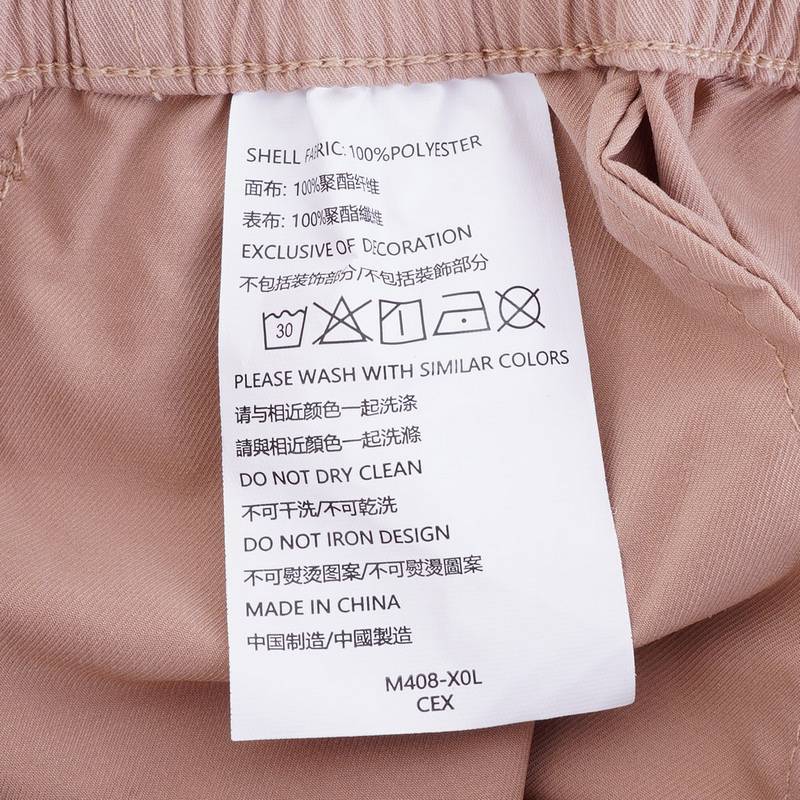 SHELL FABRIC: 100%POLYESTER
面布: 100%聚酯纤维
表布: 100%聚酯纖維
EXCLUSIVE OF DECORATION
不包括装饰部分/不包括裝飾部分
30
PLEASE WASH WITH SIMILAR COLORS
请与相近颜色一起洗涤
請與相近顏色一起洗滌
DO NOT DRY CLEAN
不可干洗/不可乾洗
DO NOT IRON DESIGN
不可熨烫图案/不可熨燙圖案
MADE IN CHINA
中国制造/中國製造
M408-X0L
CEX